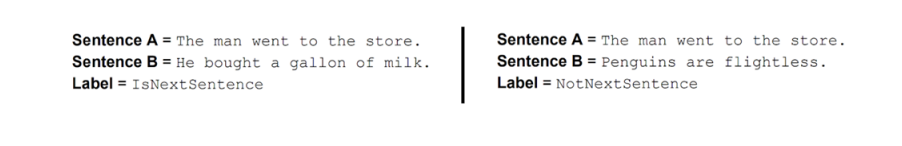 Sentence A = The man went to the store.
Sentence B = He bought a gallon of milk.
Label = IsNextSentence
Sentence A = The man went to the store.
Sentence B = Penguins are flightless.
Label = NotNextSentence